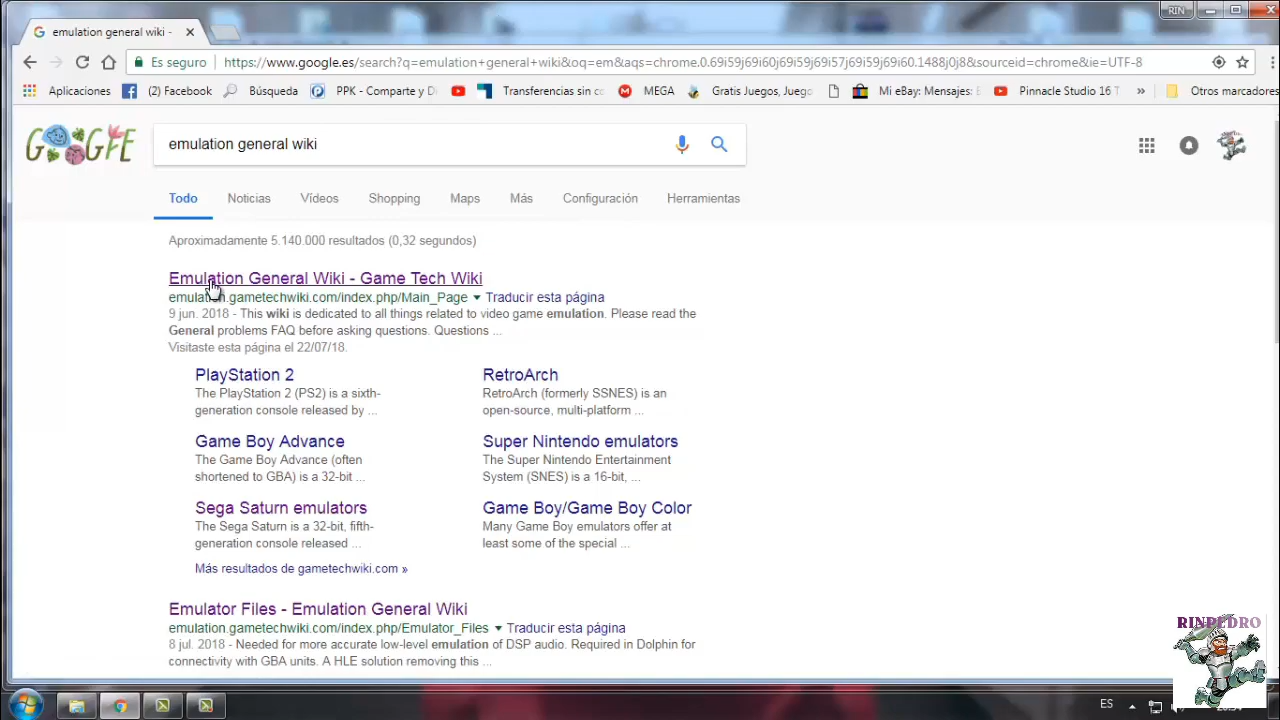 RIN
emulation general wiki -
Es seguro
https://www.google.es/search?q=emulation+general+wiki&oq=em&aqs=chrome.0.69i59j69i60j69i59j69i57j69i59j69i60.1488j0j8&sourceid=chrome&ie=UTF-8
Aplicaciones
(2) Facebook
Búsqueda
PPK - Comparte y D
Transferencias sin c
MEGA
Gratis Juegos, Juego
Mi eBay: Mensajes:
Pinnacle Studio 16 T
»
Otros marcadores
emulation general wiki
Todo
Noticias
Vídeos
Shopping
Maps
Más
Configuración
Herramientas
Aproximadamente 5.140.000 resultados (0,32 segundos)
Emulation General Wiki - Game Tech Wiki
emulation.gametechwiki.com/index.php/Main_Page ▼ Traducir esta página
9 jun. 2018 - This wiki is dedicated to all things related to video game emulation. Please read the
General problems FAQ before asking questions. Questions ...
Visitaste esta página el 22/07/18.
PlayStation 2
The PlayStation 2 (PS2) is a sixth-
generation console released by ...
RetroArch
RetroArch (formerly SSNES) is an
open-source, multi-platform ...
Game Boy Advance
The Game Boy Advance (often
shortened to GBA) is a 32-bit ...
Super Nintendo emulators
The Super Nintendo Entertainment
System (SNES) is a 16-bit, ...
Sega Saturn emulators
The Sega Saturn is a 32-bit, fifth-
generation console released ...
Game Boy/Game Boy Color
Many Game Boy emulators offer at
least some of the special ...
Más resultados de gametechwiki.com »
Emulator Files - Emulation General Wiki
emulation.gametechwiki.com/index.php/Emulator_Files ▼ Traducir esta página
8 jul. 2018 - Needed for more accurate low-level emulation of DSP audio. Required in Dolphin for
connectivity with GBA units. A HLE solution removing this ...
RINPEDRO
ES